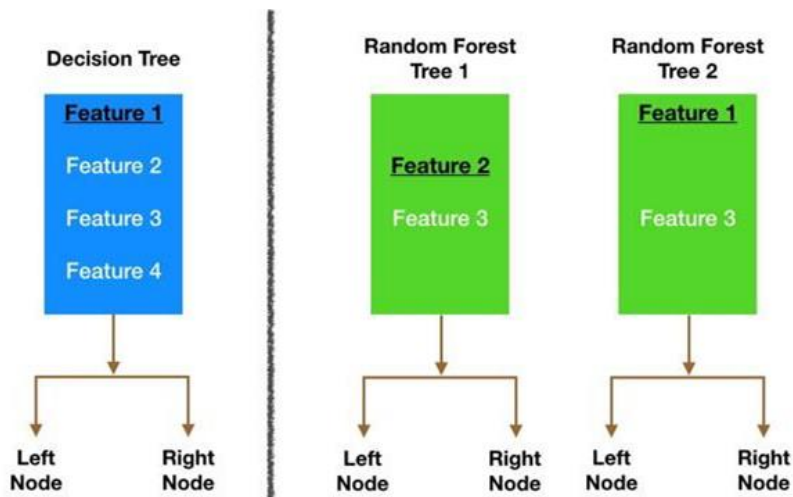 Decision Tree
Feature 1
Feature 2
Feature 3
Feature 4
Left
Node
Right
Node
Random Forest
Tree 1
Feature 2
Feature 3
Left
Node
Right
Node
Random Forest
Tree 2
Feature 1
Feature 3
Left
Node
Right
Node